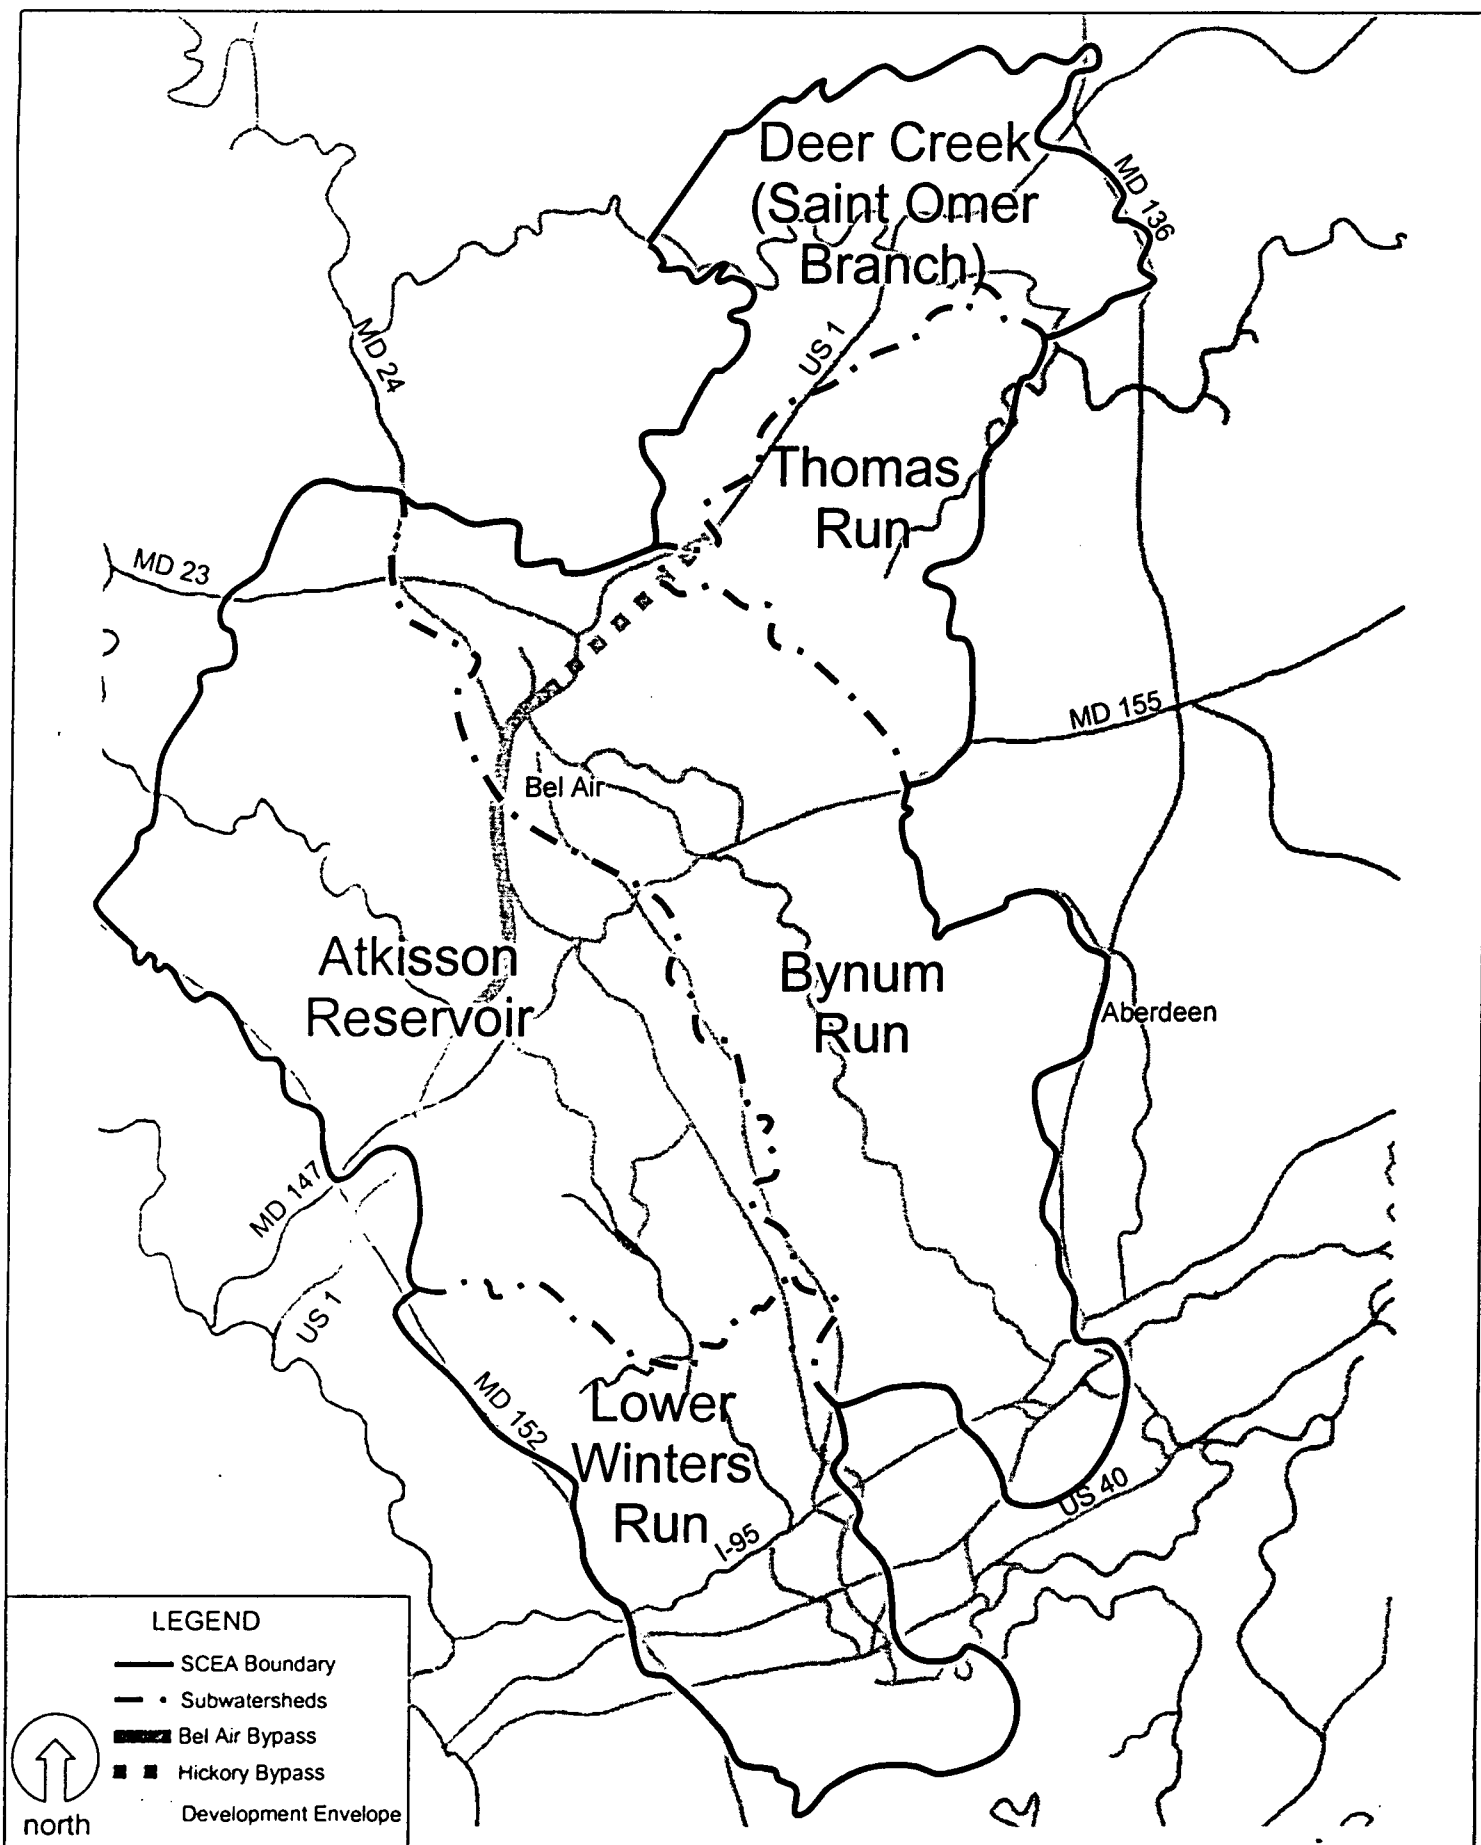 Deer Creek
(Saint Omer
Branch)
MD 136
MD 24
US 1
Thomas
Run
MD 23
MD 155
Bel Air
Atkisson
Reservoir
Bynum
Run
Aberdeen
MD 147
US 1
MD 152
Lower
Winters
Run
I-95
US 40
LEGEND
SCEA Boundary
Subwatersheds
Bel Air Bypass
Hickory Bypass
Development Envelope
north